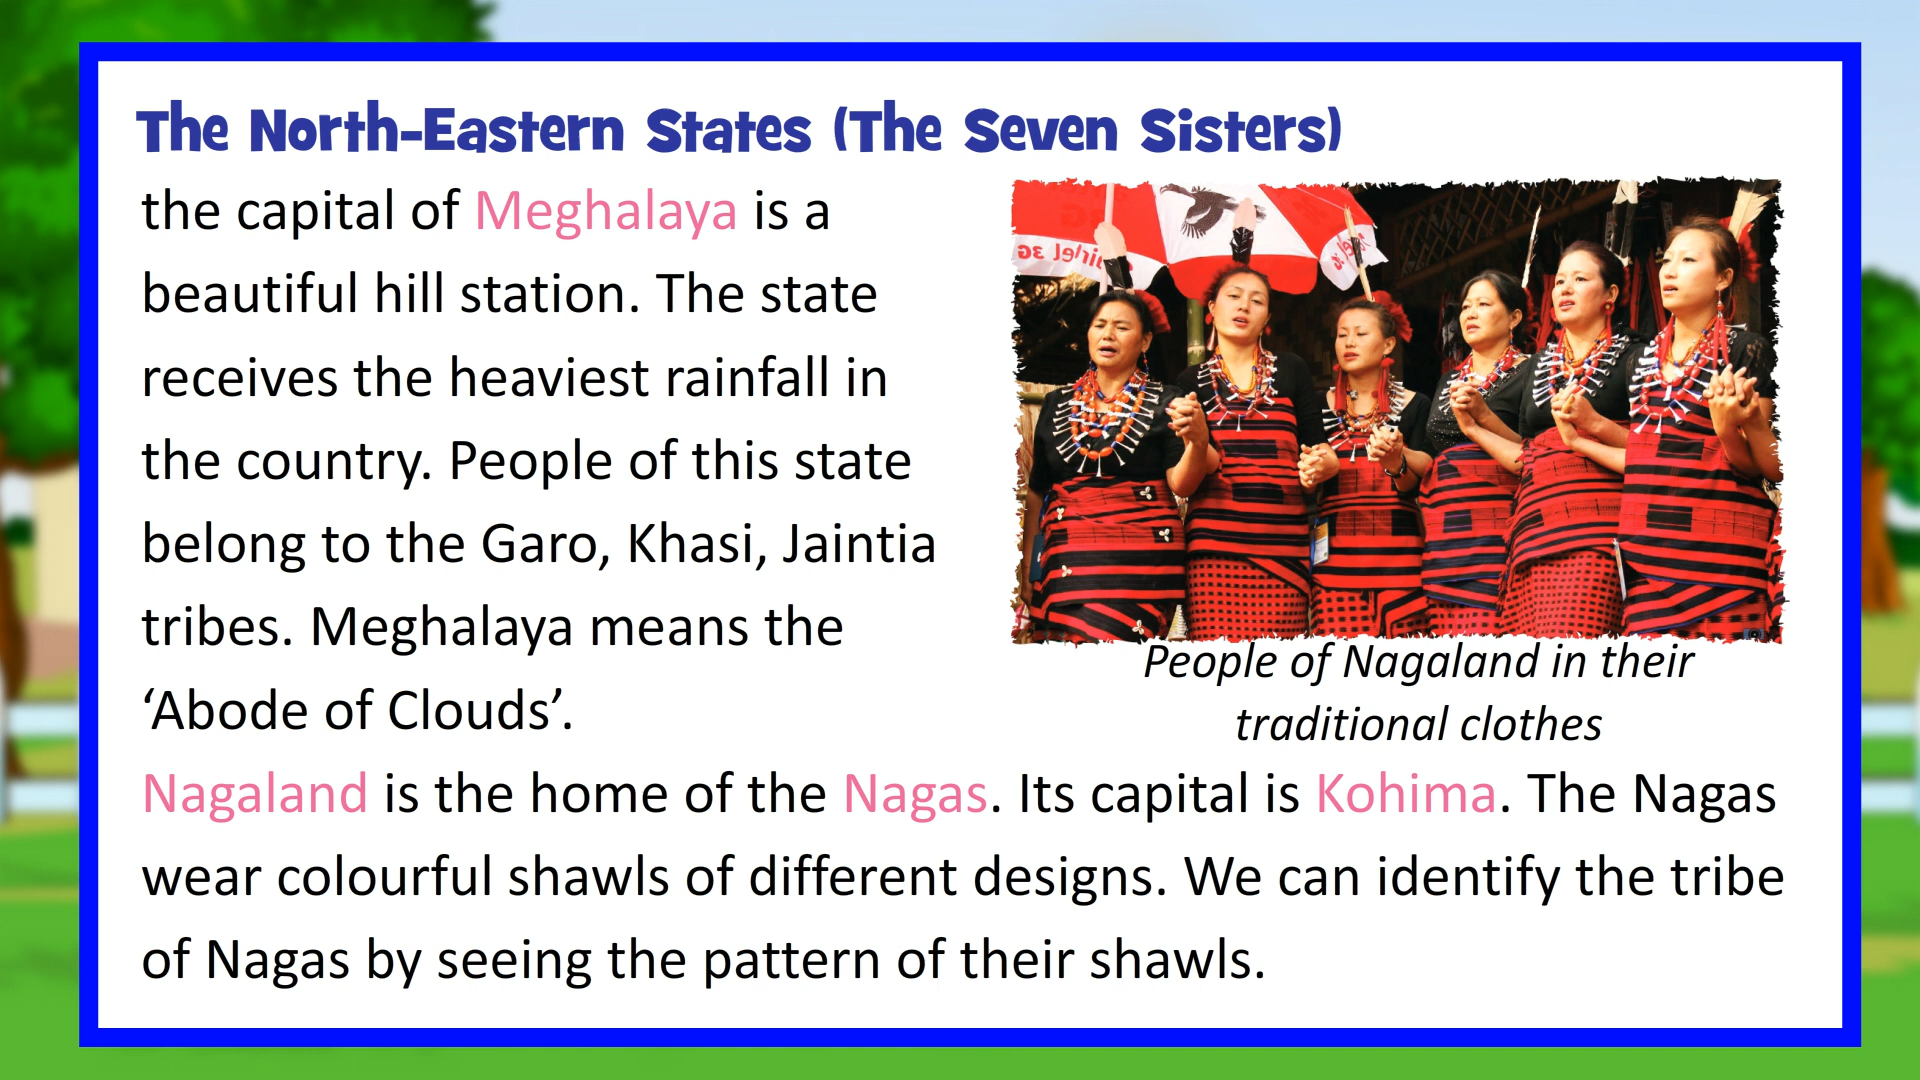 The North-Eastern States (The Seven Sisters)
the capital of Meghalaya is a
beautiful hill station. The state
receives the heaviest rainfall in
the country. People of this state
belong to the Garo, Khasi, Jaintia
tribes. Meghalaya means the
‘Abode of Clouds’.
People of Nagaland in their
traditional clothes
Nagaland is the home of the Nagas. Its capital is Kohima. The Nagas
wear colourful shawls of different designs. We can identify the tribe
of Nagas by seeing the pattern of their shawls.